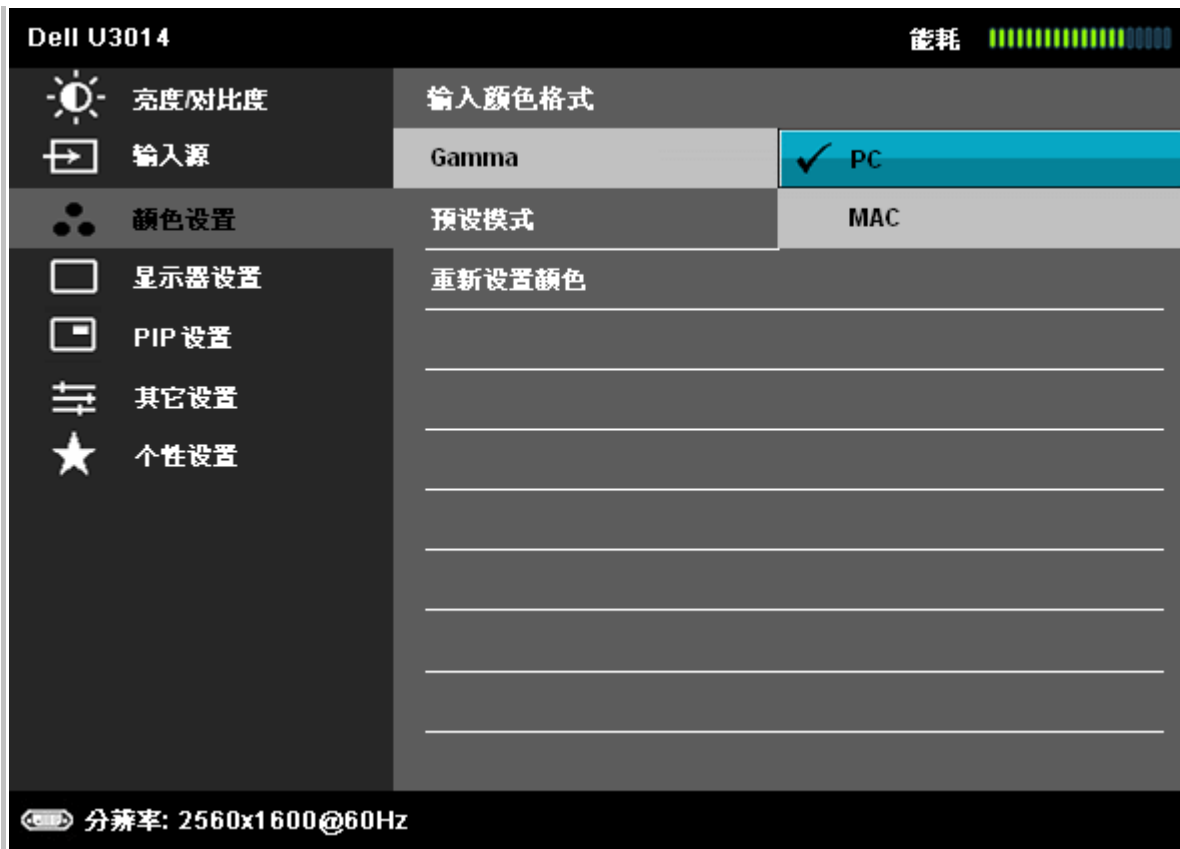 Dell U3014 能耗
亮度/对比度
输入源
颜色设置
显示器设置
PIP 设置
其它设置
个性设置
输入颜色格式
Gamma
预设模式
重新设置颜色
PC
MAC
分辨率: 2560x1600@60Hz